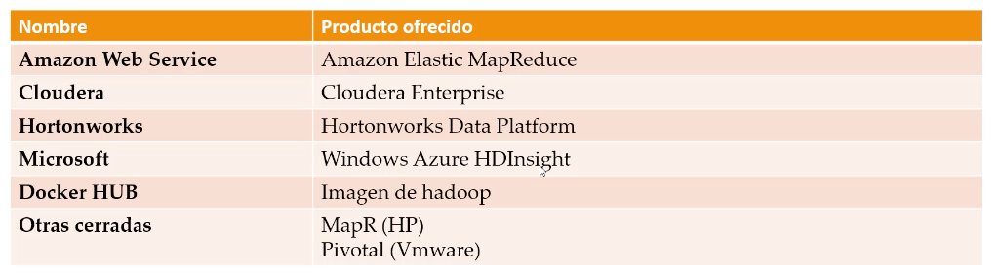 Nombre Producto ofrecido
Amazon Web Service Amazon Elastic MapReduce
Cloudera Cloudera Enterprise
Hortonworks Hortonworks Data Platform
Microsoft Windows Azure HDInsight
Docker HUB Imagen de hadoop
Otras cerradas MapR (HP)
Pivotal (Vmware)